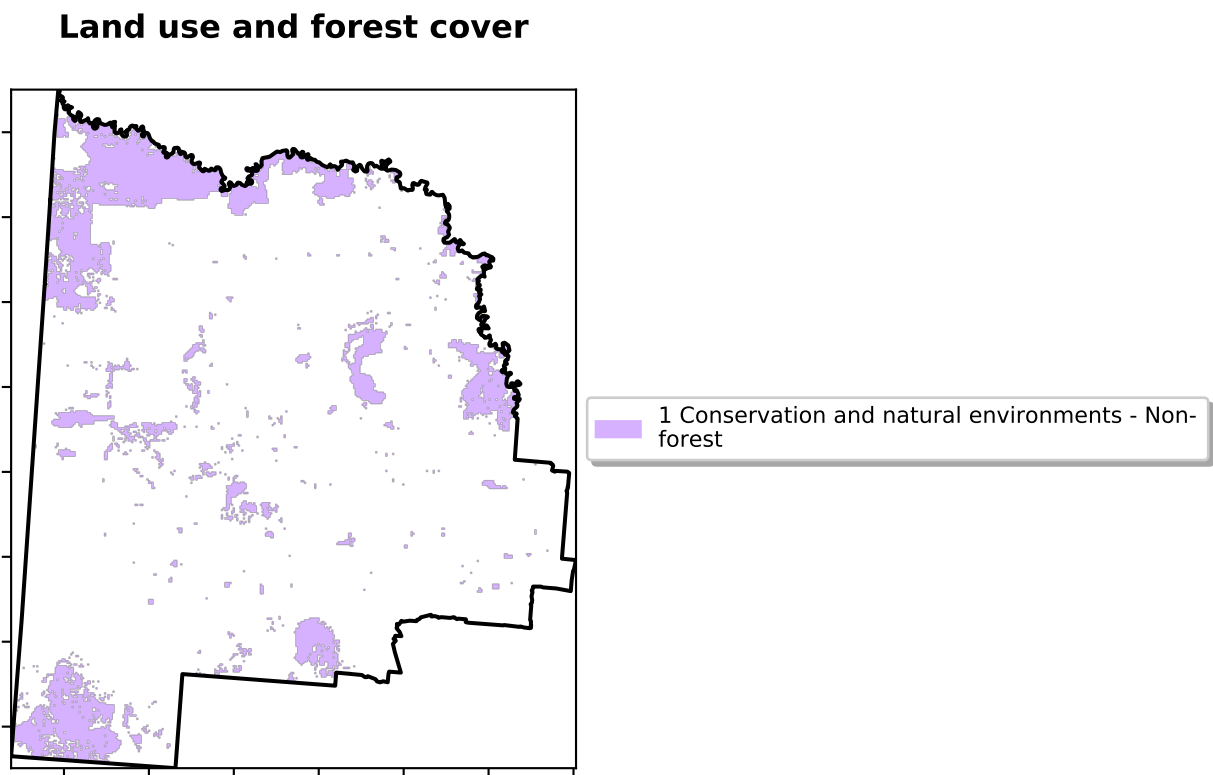 Land use and forest cover
1 Conservation and natural environments - Non-
forest